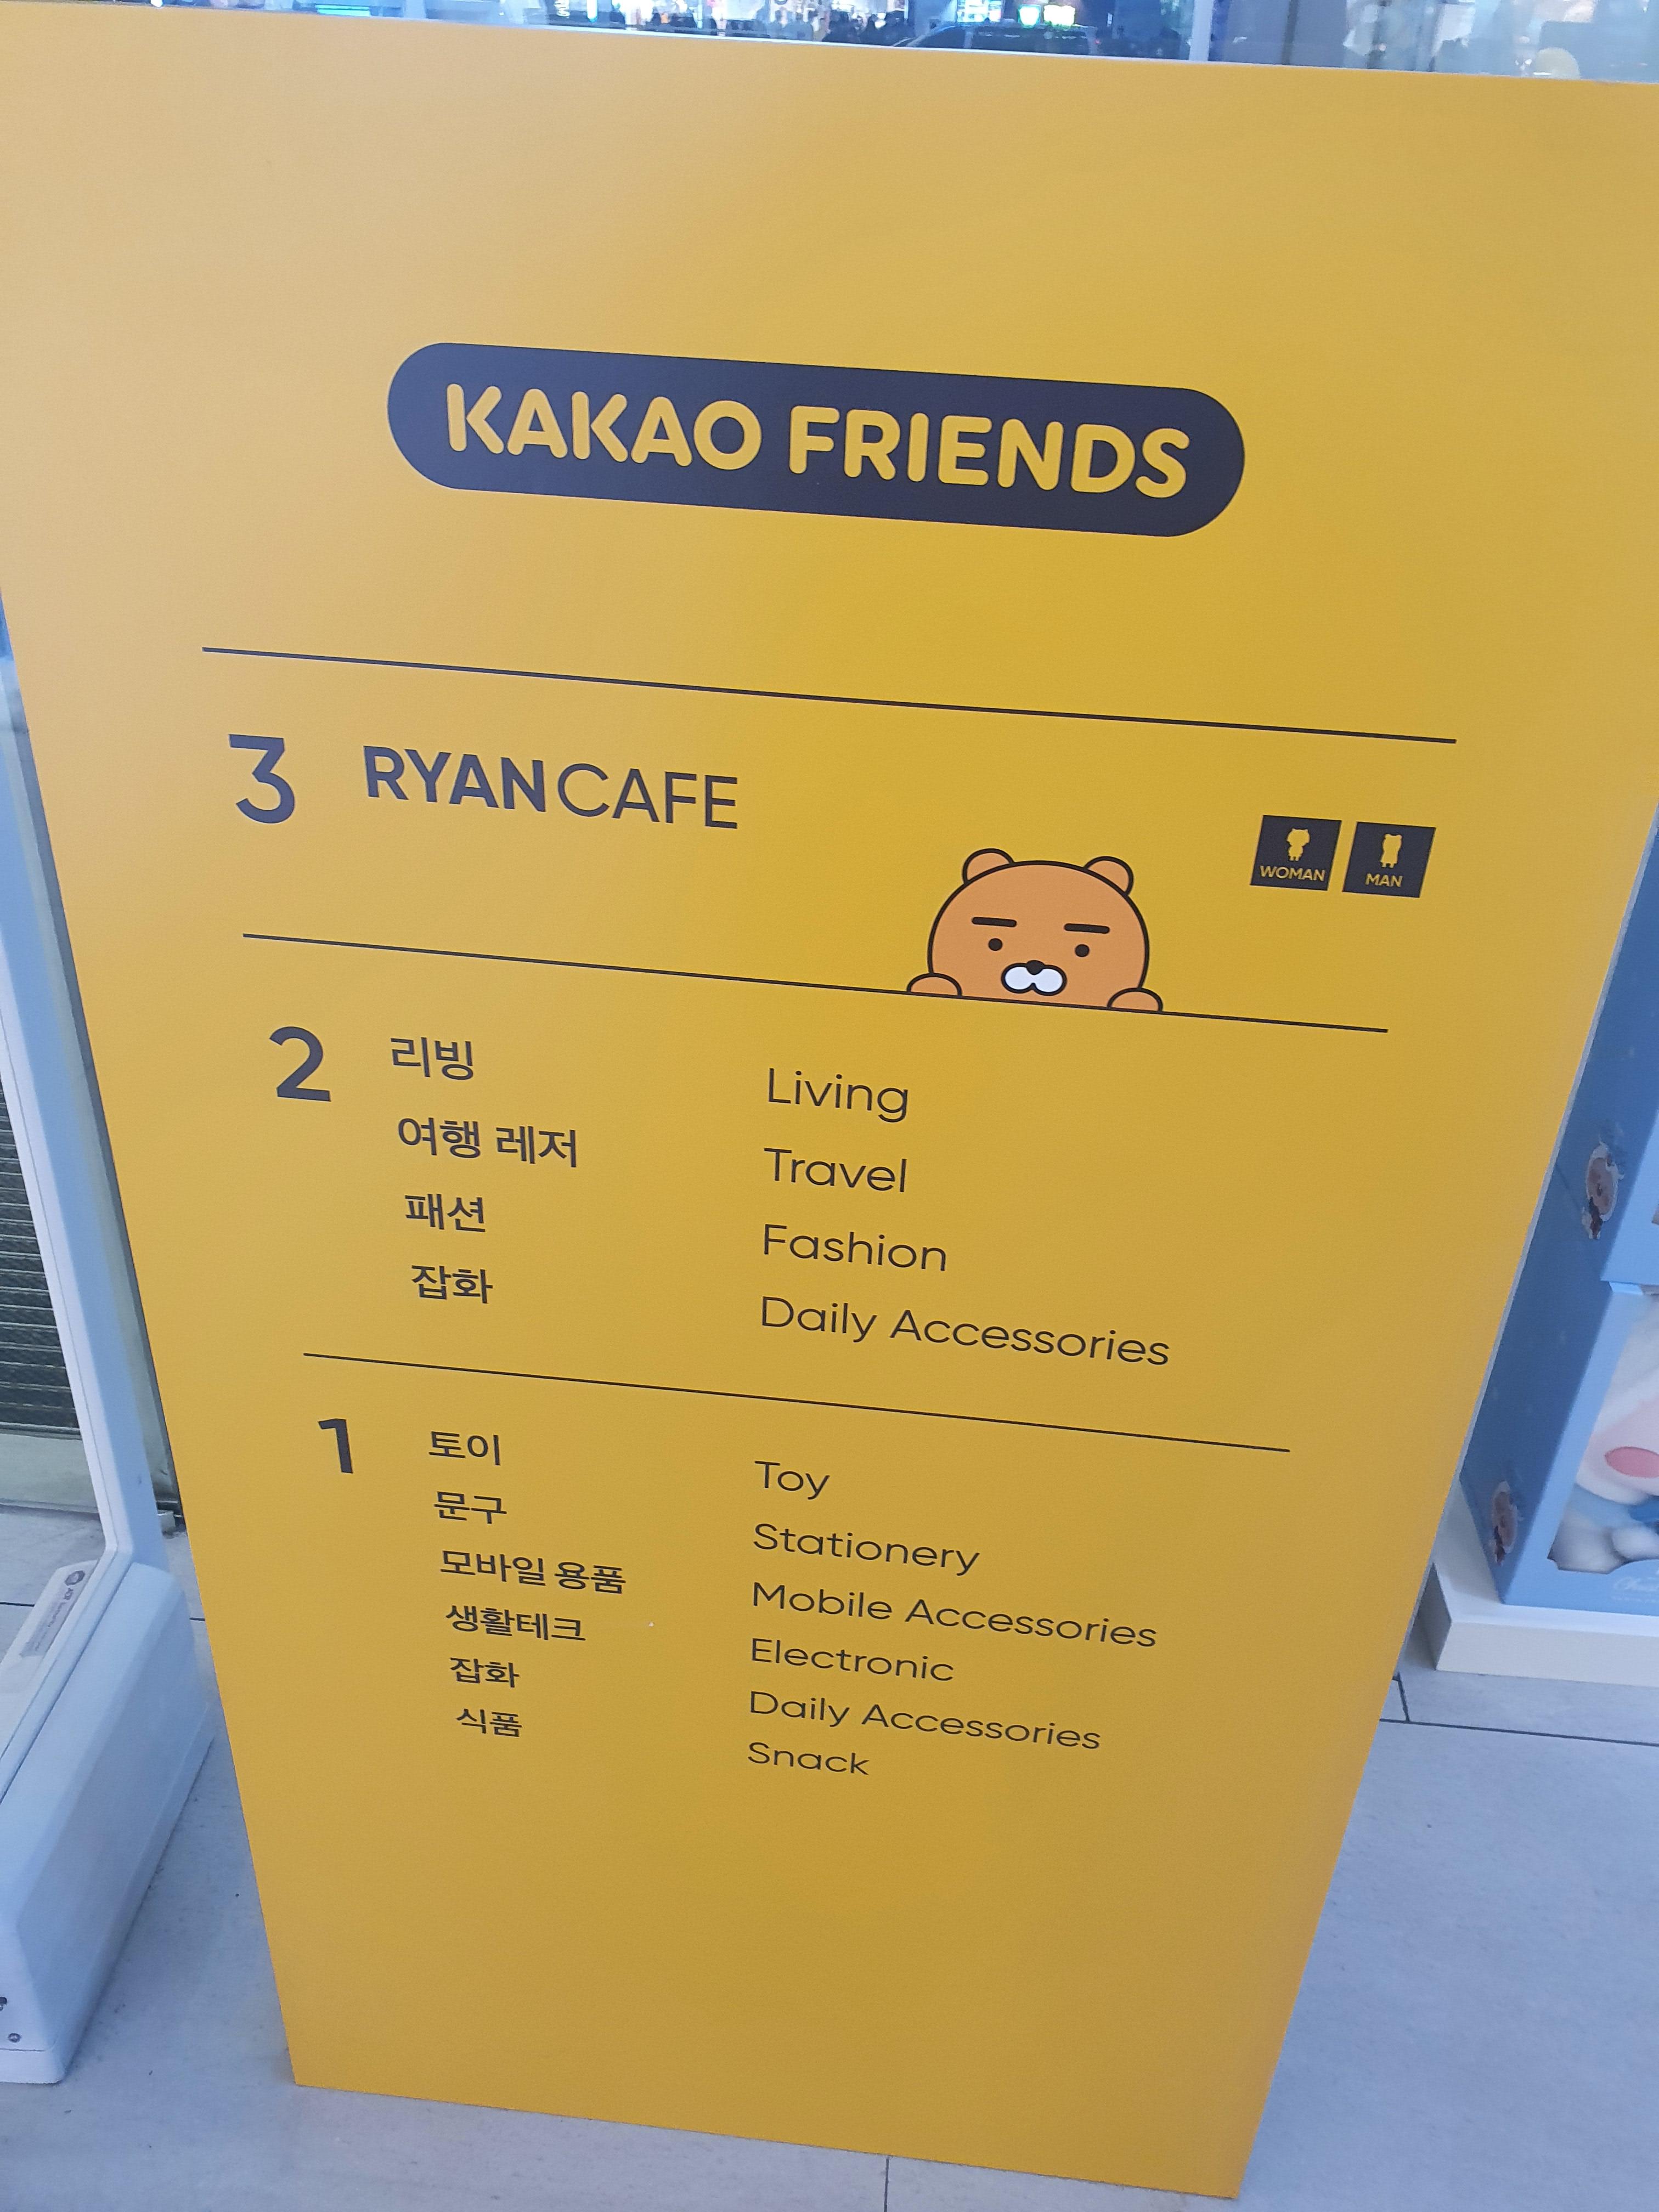 KAKAO FRIENDS
3 RYAN CAFE
WOMAN MAN
2 리빙 Living
여행 레저 Travel
패션 Fashion
잡화 Daily Accessories
1 토이 Toy
문구 Stationery
모바일 용품 Mobile Accessories
생활테크 Electronic
잡화 Daily Accessories
식품 Snack